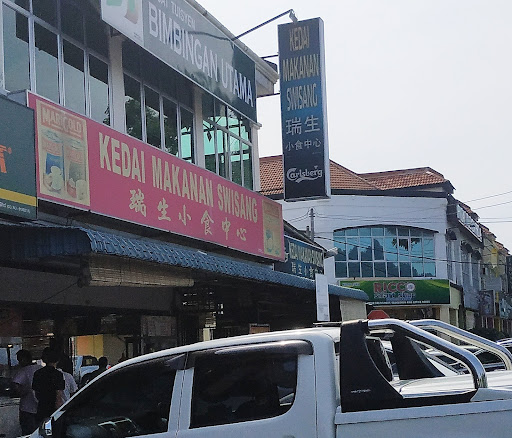 BIMBINGAN UTAMA
KEDAI
MAKANAN
SWISANG
瑞生
小食中心
Carlsberg
MARIGOLD
KEDAI MAKANAN SWISANG
瑞生小食中心